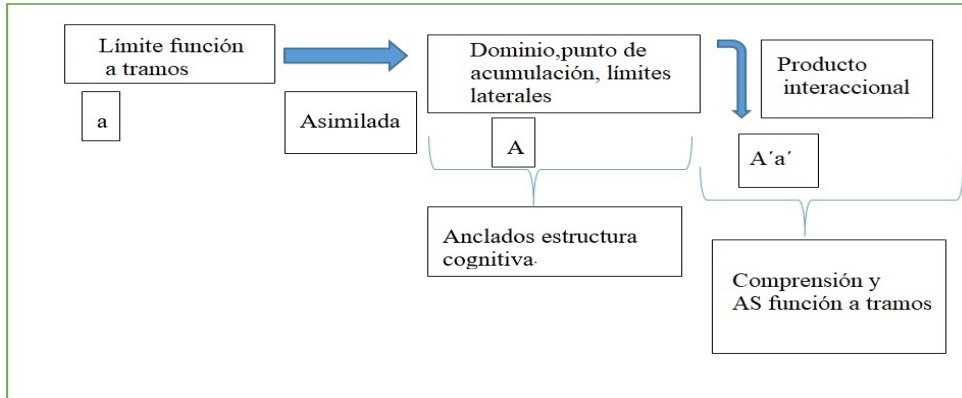 Límite función
a tramos
a
Asimilada
Dominio,punto de
acumulación, límites
laterales
A
Anclados estructura
cognitiva.
Producto
interaccional
A´a´
Comprensión y
AS función a tramos